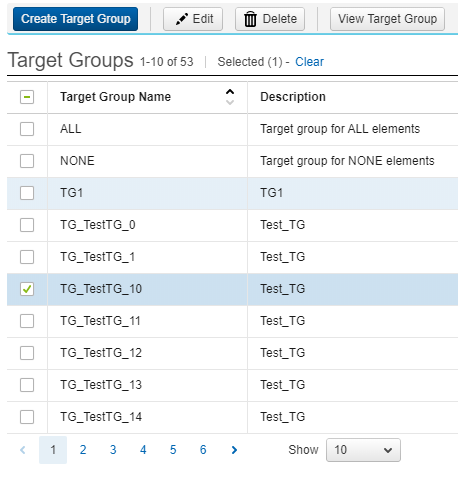 Create Target Group Edit Delete View Target Group
Target Groups 1-10 of 53 Selected (1) - Clear
Target Group Name Description
ALL Target group for ALL elements
NONE Target group for NONE elements
TG1 TG1
TG_TestTG_0 Test_TG
TG_TestTG_1 Test_TG
TG_TestTG_10 Test_TG
TG_TestTG_11 Test_TG
TG_TestTG_12 Test_TG
TG_TestTG_13 Test_TG
TG_TestTG_14 Test_TG
1 2 3 4 5 6 Show 10